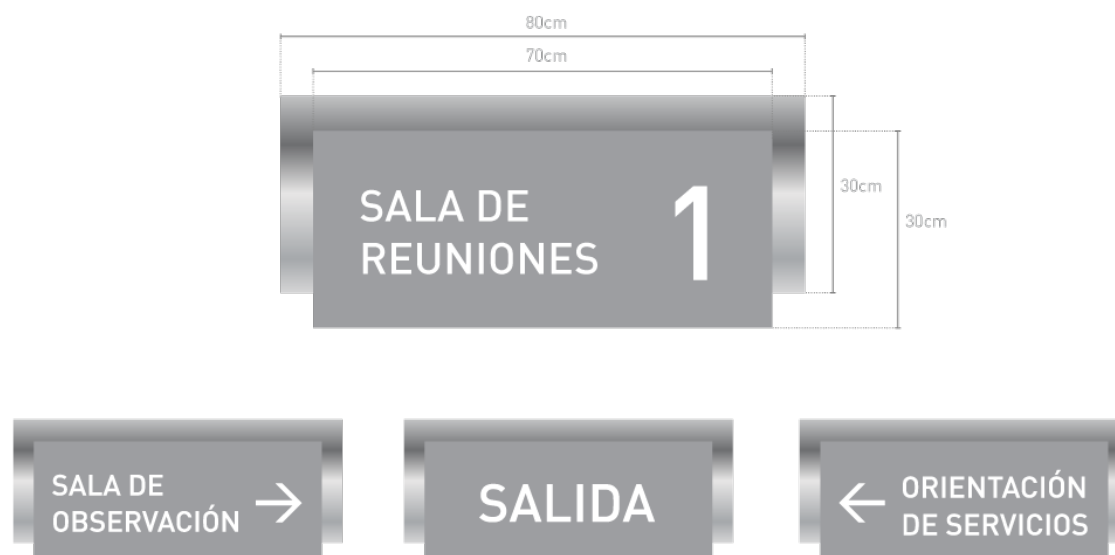 80cm
70cm
SALA DE
REUNIONES
1
30cm
30cm
SALA DE
OBSERVACIÓN
SALIDA
ORIENTACIÓN
DE SERVICIOS